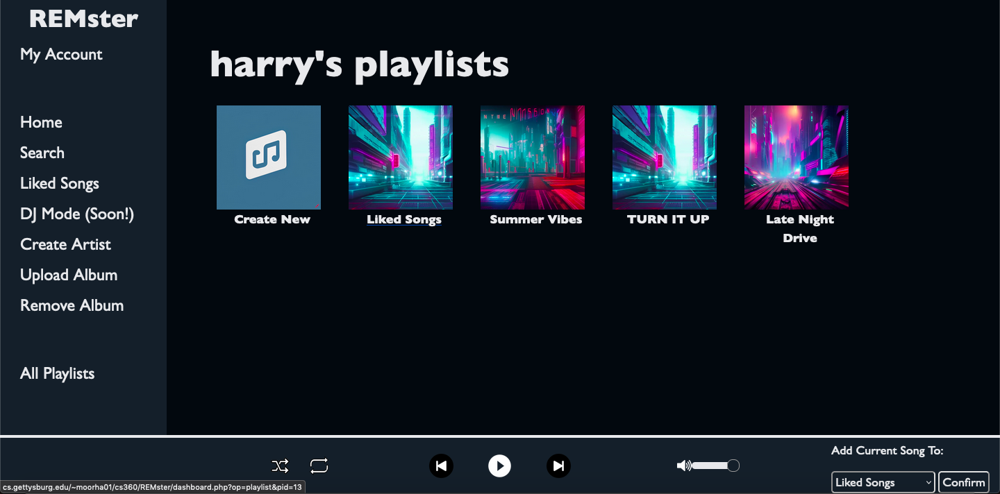 REMster
My Account
Home
Search
Liked Songs
DJ Mode (Soon!)
Create Artist
Upload Album
Remove Album
All Playlists
harry's playlists
Create New
Liked Songs
Summer Vibes
TURN IT UP
Late Night
Drive
Add Current Song To:
Liked Songs
Confirm
cs.gettysburg.edu/~moorha01/cs360/REMster/dashboard.php?op=playlist&pid=13